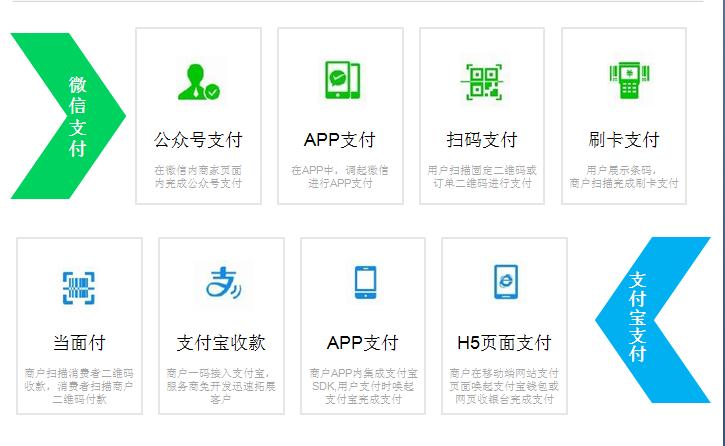 微信支付
公众号支付
在微信内商家页面
内完成公众号支付
APP支付
在APP中，调起微信
进行APP支付
扫码支付
用户扫描固定二维码或
订单二维码进行支付
刷卡支付
用户展示条码，
商户扫描完成刷卡支付
当面付
商户扫描消费者二维码
收款，消费者扫描商户
二维码付款
支付宝收款
商户一码接入支付宝，
服务商免开发迅速拓展
客户
APP支付
商户APP内集成支付宝
SDK,用户支付时唤起
支付宝完成支付
H5页面支付
商户在移动端网站支付
页面唤起支付宝钱包或
网页收银台完成支付
支付宝支付